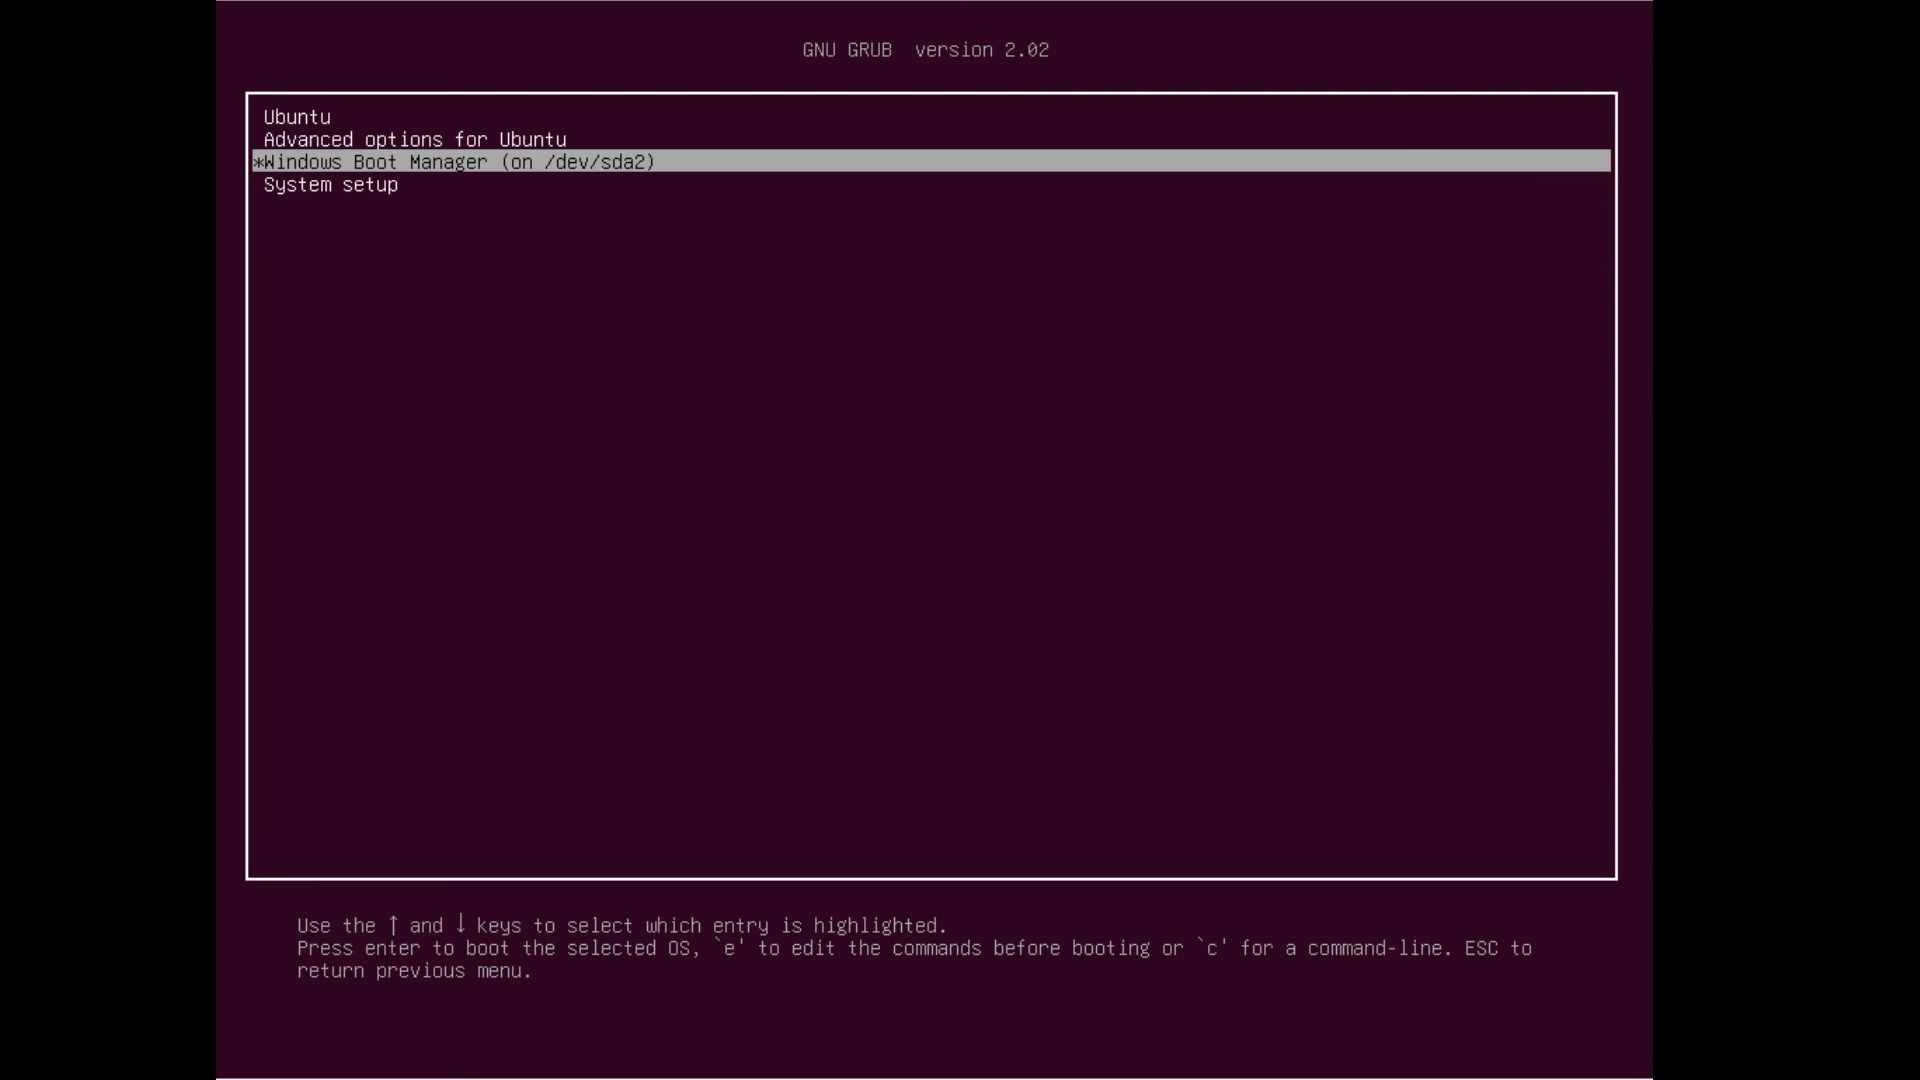 GNU GRUB  version 2.02
Ubuntu
Advanced options for Ubuntu
*Windows Boot Manager (on /dev/sda2)
System setup
Use the ↑ and ↓ keys to select which entry is highlighted.
Press enter to boot the selected OS, `e' to edit the commands before booting or `c' for a command-line. ESC to
return previous menu.